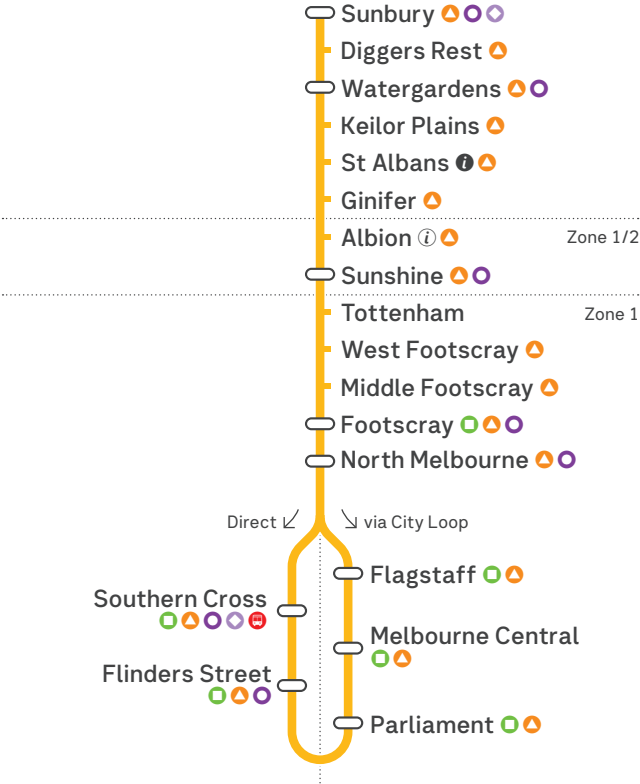 Sunbury
Diggers Rest
Watergardens
Keilor Plains
St Albans i
Ginifer
Albion i
Zone 1/2
Sunshine
Tottenham
Zone 1
West Footscray
Middle Footscray
Footscray
North Melbourne
Direct
via City Loop
Flagstaff
Southern Cross
Melbourne Central
Flinders Street
Parliament